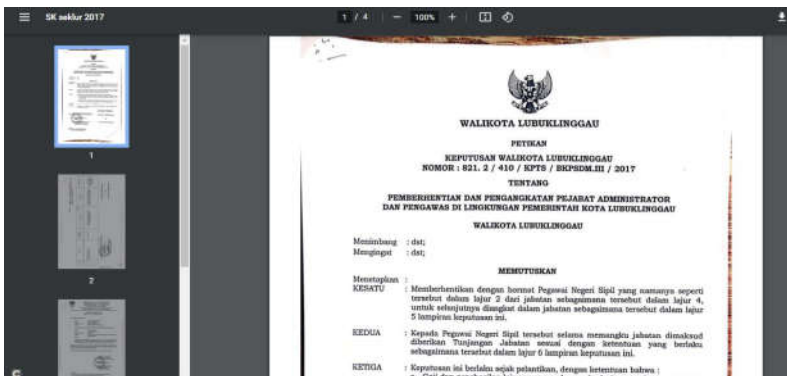 SK seklur 2017
1 / 4
100%
WALIKOTA LUBUKLINGGAU
PETIKAN
KEPUTUSAN WALIKOTA LUBUKLINGGAU
NOMOR : 821. 2 / 410 / KPTS / BKPSDM.III / 2017
TENTANG
PEMBERHENTIAN DAN PENGANGKATAN PEJABAT ADMINISTRATOR
DAN PENGAWAS DI LINGKUNGAN PEMERINTAH KOTA LUBUKLINGGAU
WALIKOTA LUBUKLINGGAU
Menimbang : dst;
Mengingat : dst;
MEMUTUSKAN
Menetapkan :
KESATU : Memberhentikan dengan hormat Pegawai Negeri Sipil yang namanya seperti
tersebut dalam lajur 2 dari jabatan sebagaimana tersebut dalam lajur 4,
untuk selanjutnya diangkat dalam jabatan sebagaimana tersebut dalam lajur
5 lampiran keputusan ini.
KEDUA : Kepada Pegawai Negeri Sipil tersebut selama memangku jabatan dimaksud
diberikan Tunjangan Jabatan sesuai dengan ketentuan yang berlaku
sebagaimana tersebut dalam lajur 6 lampiran keputusan ini.
KETIGA : Keputusan ini berlaku sejak pelantikan, dengan ketentuan bahwa :
1
2